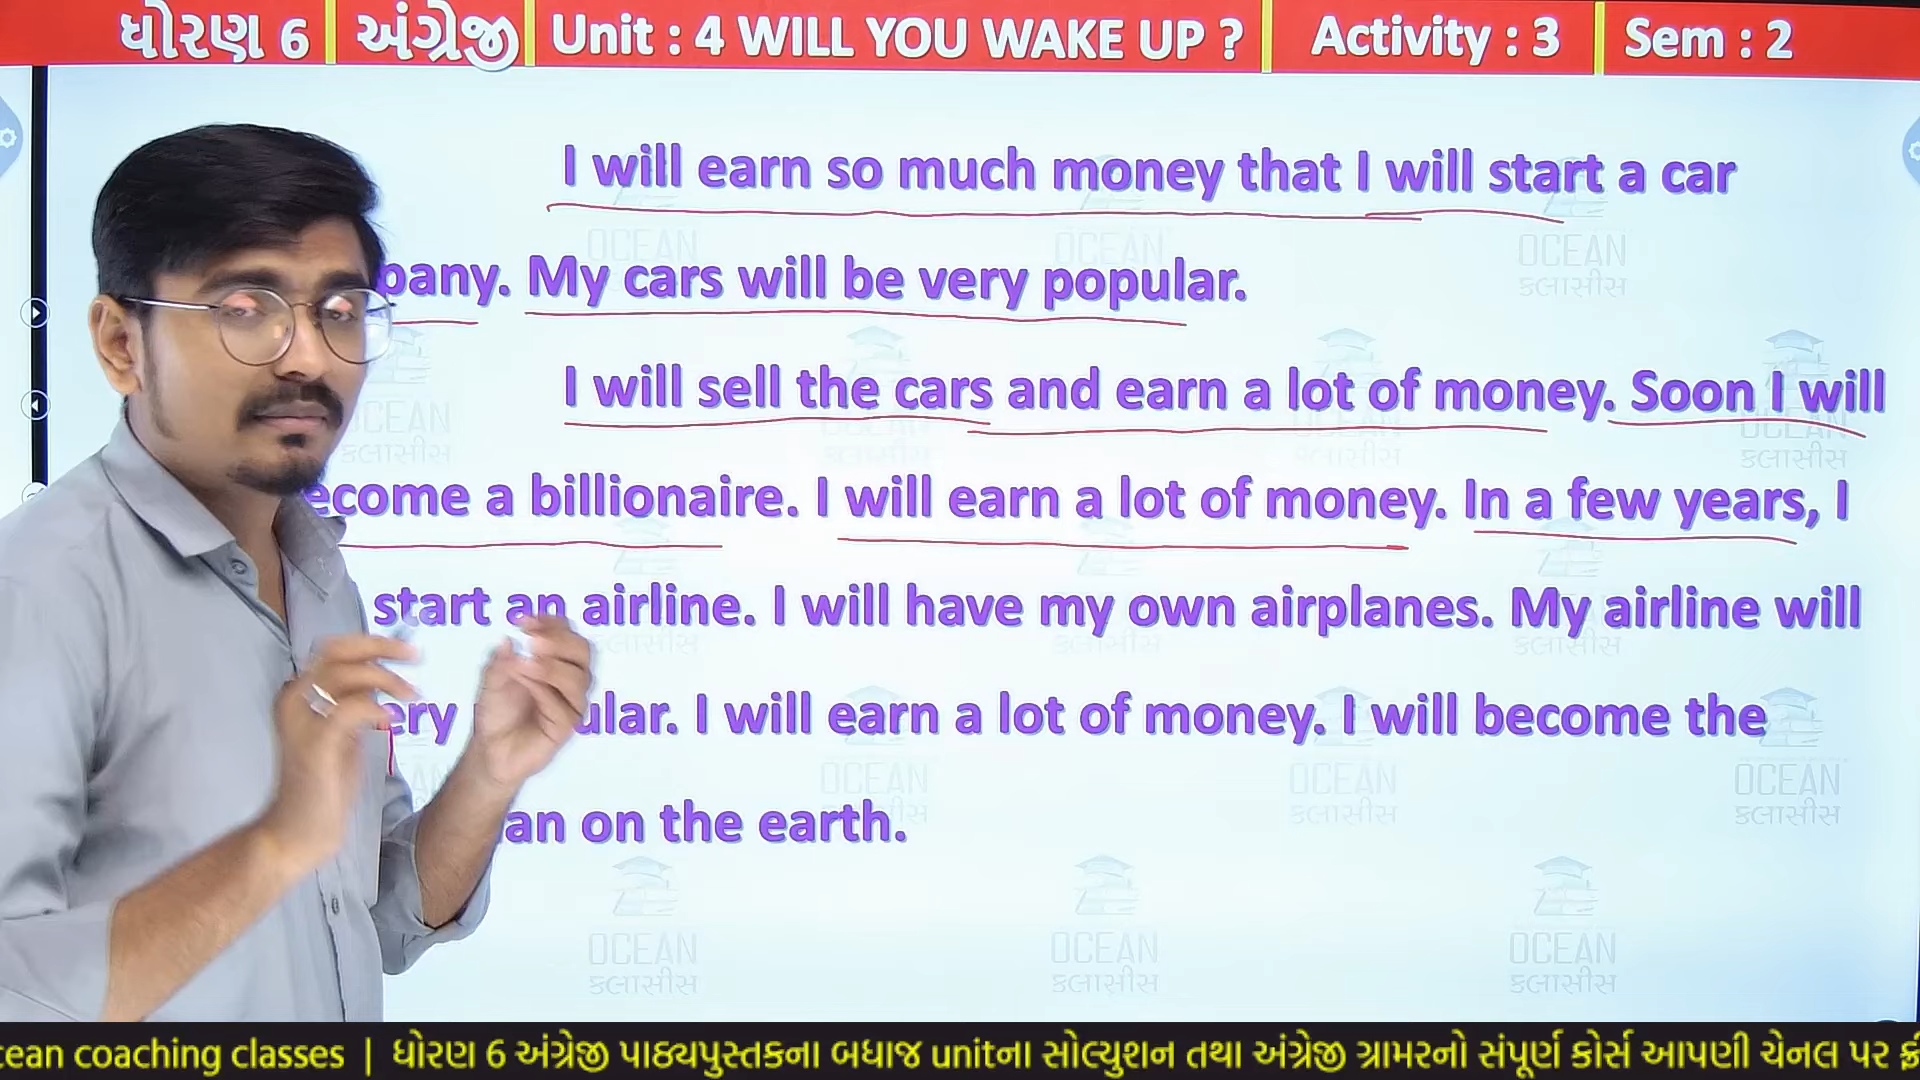 ધોરણ 6 અંગ્રેજી Unit : 4 WILL YOU WAKE UP ? Activity : 3 Sem : 2
I will earn so much money that I will start a car
pany. My cars will be very popular.
I will sell the cars and earn a lot of money. Soon I will
ecome a billionaire. I will earn a lot of money. In a few years, I
start an airline. I will have my own airplanes. My airline will
ery ular. I will earn a lot of money. I will become the
an on the earth.
OCEAN
ક્લાસીસ
cean coaching classes | ધોરણ 6 અંગ્રેજી પાઠ્યપુસ્તકના બધાજ unitના સોલ્યુશન તથા અંગ્રેજી ગ્રામરનો સંપૂર્ણ કોર્સ આપણી ચેનલ પર ફ્રી